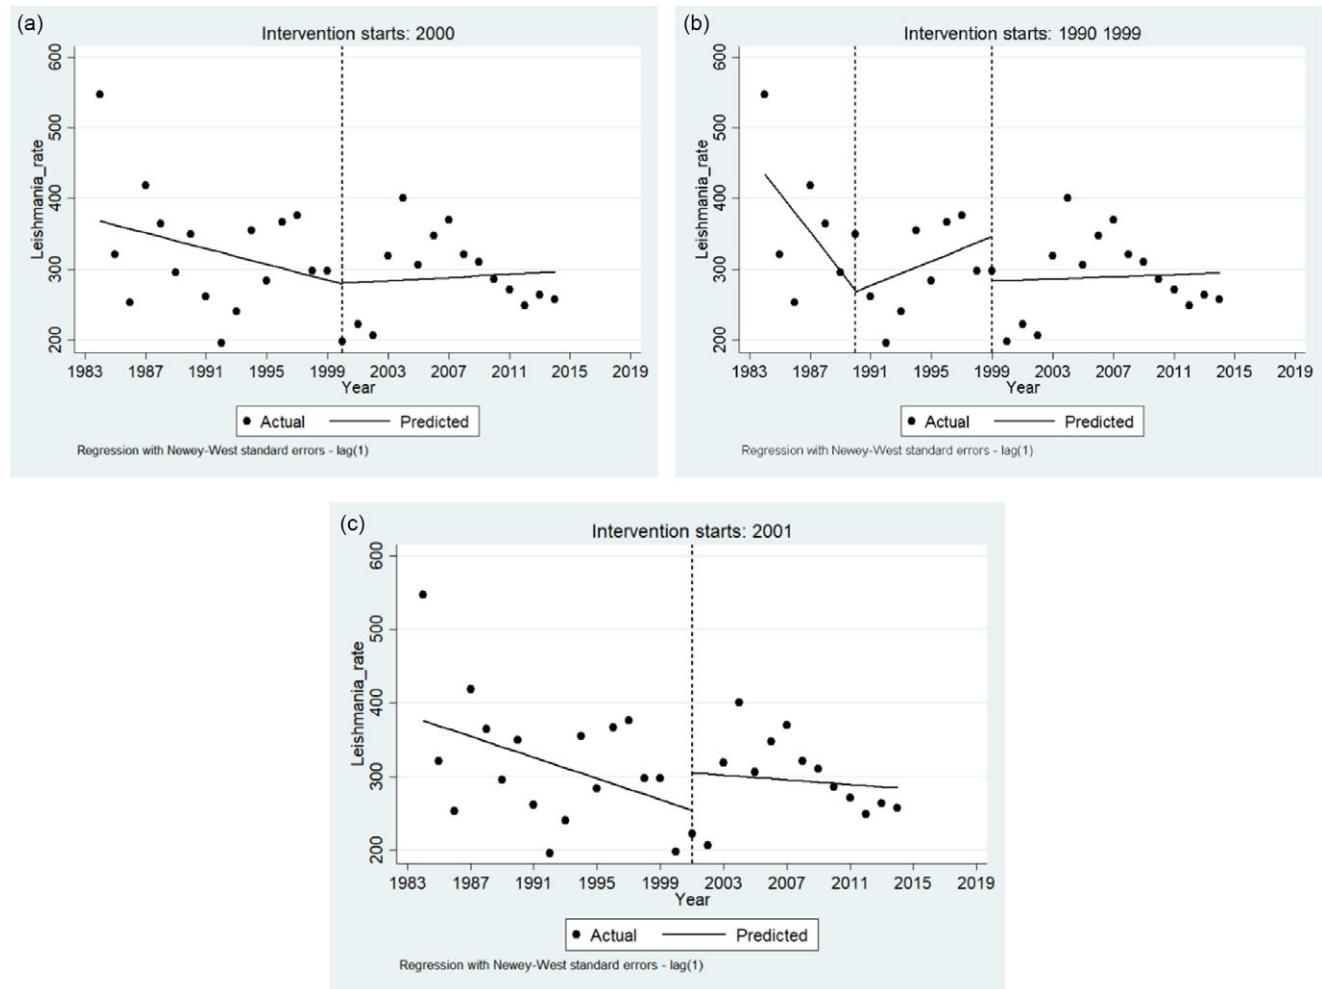 (a)
Intervention starts: 2000
Leishmania_rate
600
500
400
300
200
1983 1987 1991 1995 1999 2003 2007 2011 2015 2019
Year
Actual Predicted
Regression with Newey-West standard errors - lag(1)
(b)
Intervention starts: 1990 1999
Leishmania_rate
600
500
400
300
200
1983 1987 1991 1995 1999 2003 2007 2011 2015 2019
Year
Actual Predicted
Regression with Newey-West standard errors - lag(1)
(c)
Intervention starts: 2001
Leishmania_rate
600
500
400
300
200
1983 1987 1991 1995 1999 2003 2007 2011 2015 2019
Year
Actual Predicted
Regression with Newey-West standard errors - lag(1)